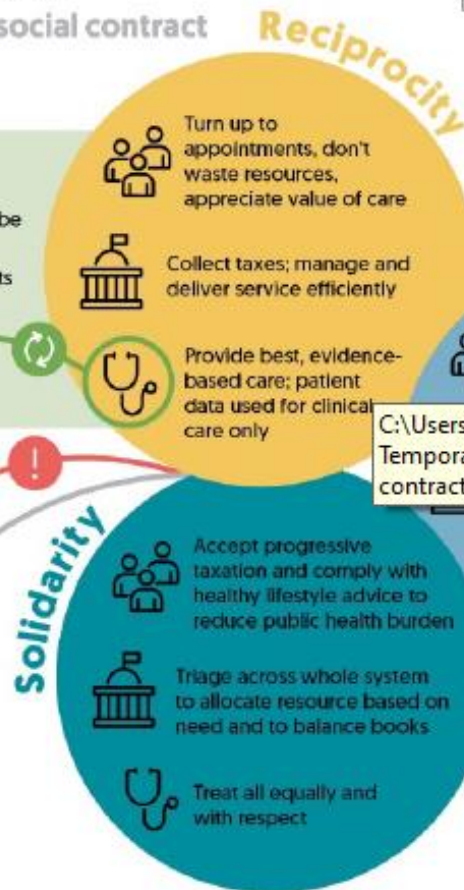 social contract
Reciprocity
Turn up to
appointments, don't
waste resources,
appreciate value of care
be
ts
Collect taxes; manage and
deliver service efficiently
Provide best, evidence-
based care; patient
data used for clinical
care only
!
C:\Users
Tempora
contract
Solidarity
Accept progressive
taxation and comply with
healthy lifestyle advice to
reduce public health burden
Triage across whole system
to allocate resource based on
need and to balance books
Treat all equally and
with respect